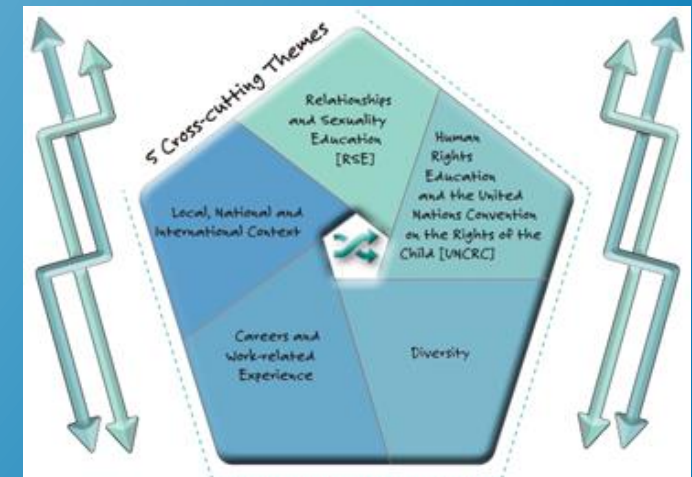 5 Cross-cutting Themes
Relationships
and Sexuality
Education
[RSE]
Human
Rights
Education
and the United
Nations Convention
on the Rights of the
Child [UNCRC]
Local, National and
International Context
Careers and
Work-related
Experience
Diversity